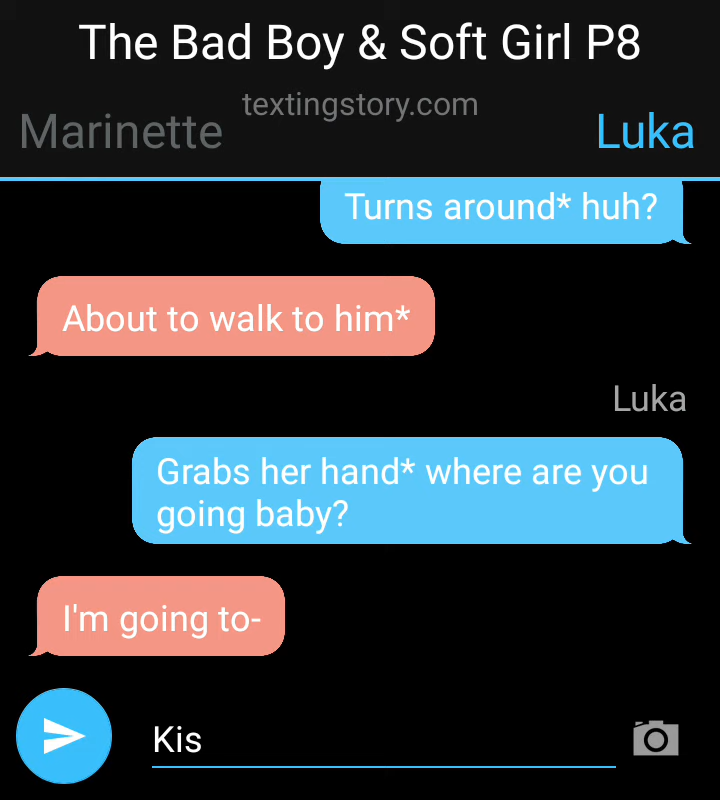 The Bad Boy & Soft Girl P8
textingstory.com
Marinette
Luka
Turns around* huh?
About to walk to him*
Luka
Grabs her hand* where are you
going baby?
I'm going to-
Kis